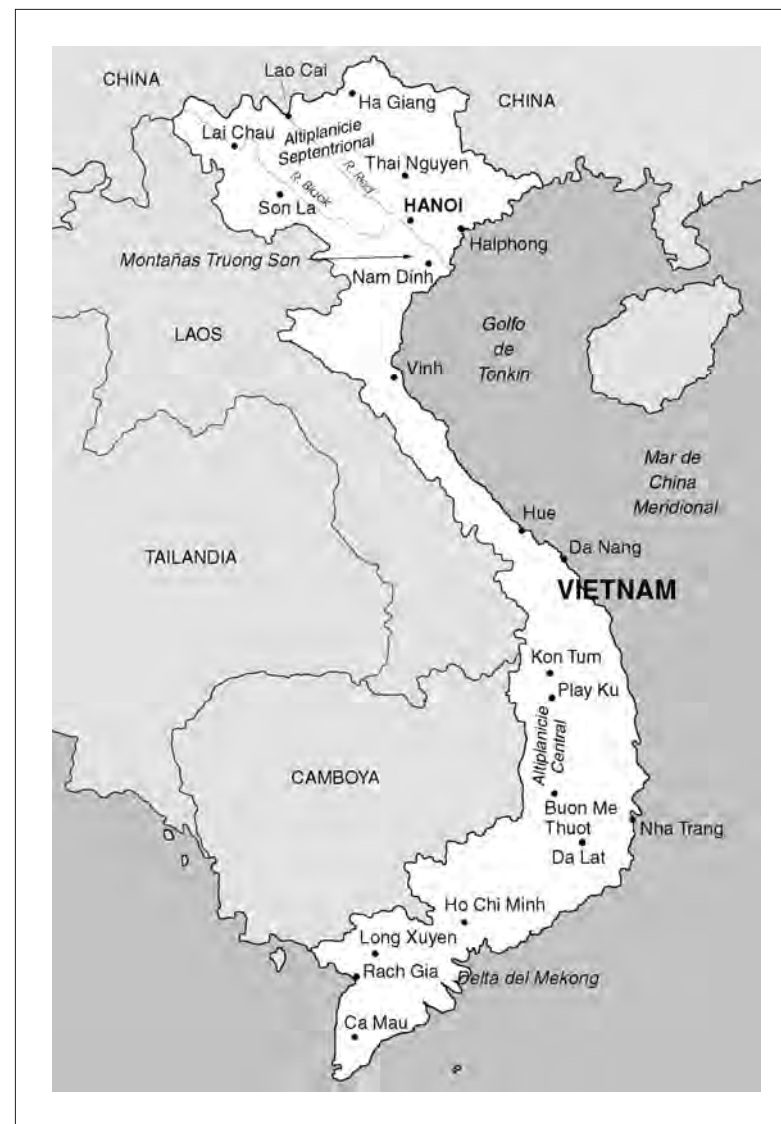 CHINA
Lao Cai
Ha Giang
CHINA
Lai Chau
Altiplanicie
Septentrional
Thai Nguyen
R. Red
R. Black
Son La
HANOI
Haiphong
Montañas Truong Son
Nam Dinh
LAOS
Golfo
de
Tonkin
Vinh
Mar de
China
Meridional
Hue
Da Nang
TAILANDIA
VIETNAM
Kon Tum
Play Ku
Altiplanicie
Central
CAMBOYA
Buon Me
Thuot
Nha Trang
Da Lat
Ho Chi Minh
Long Xuyen
Rach Gia
Delta del Mekong
Ca Mau